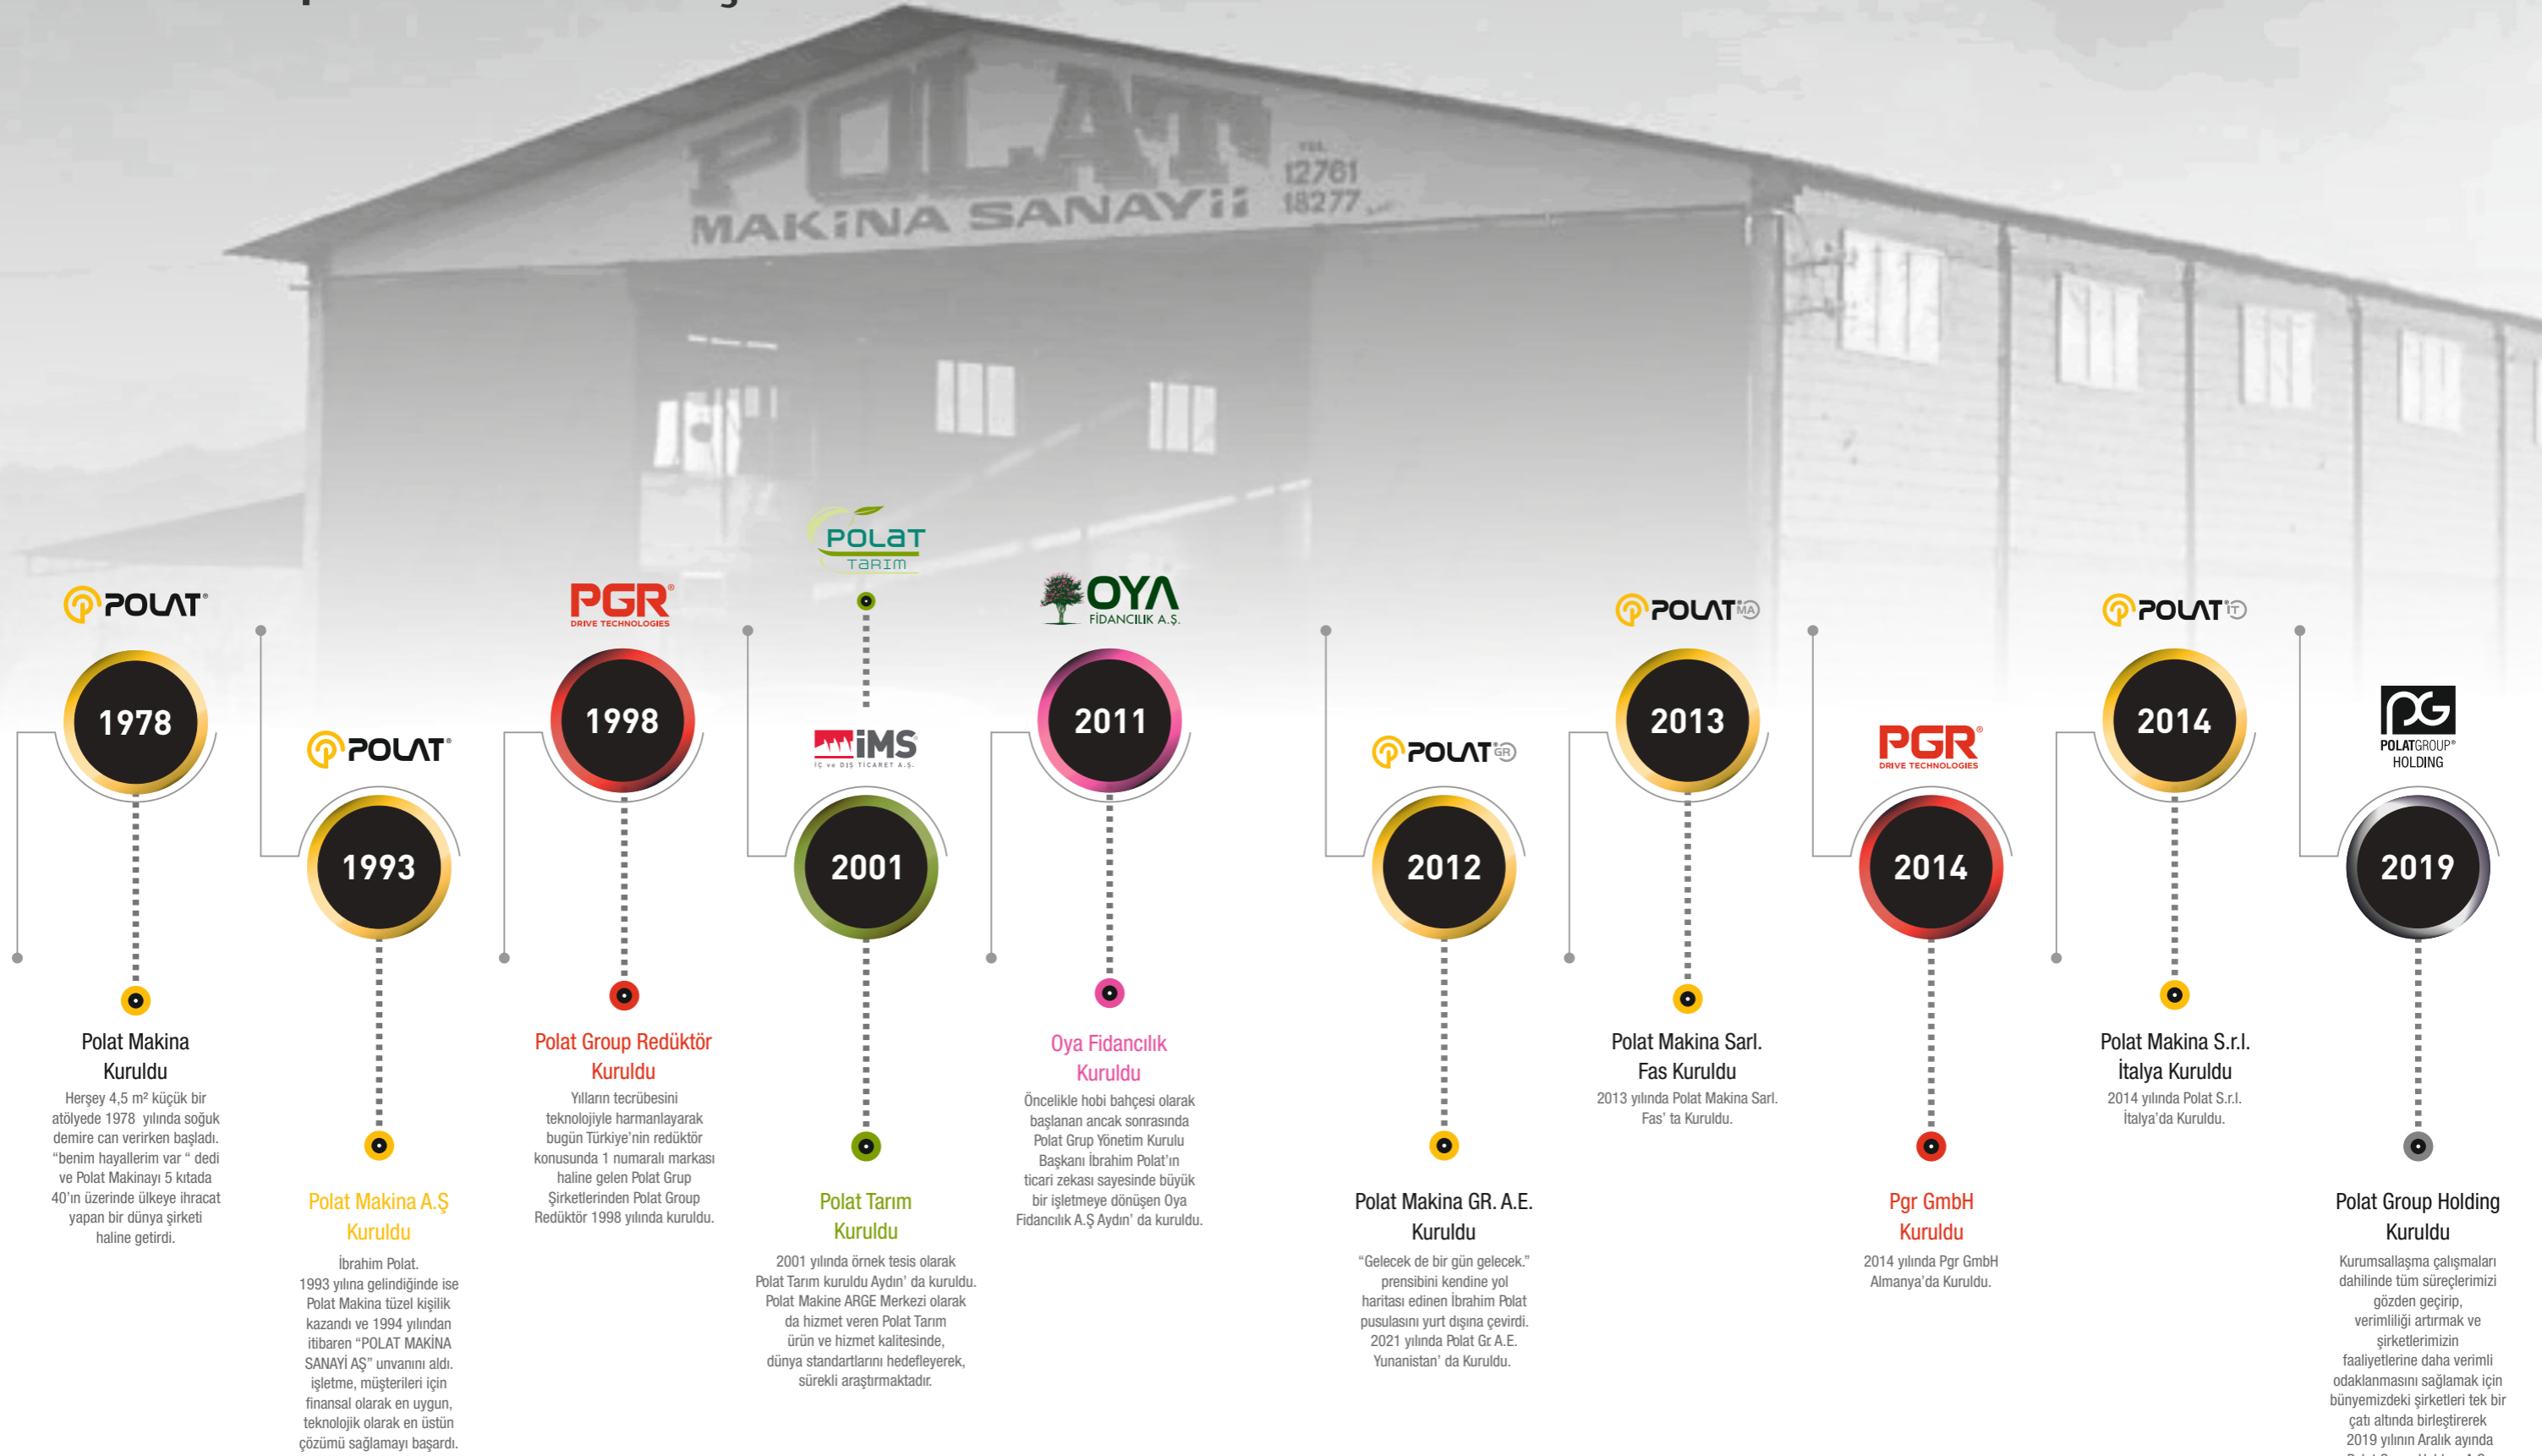 POLAT
MAKİNA SANAYİİ
TEL.
12761
18277
POLAT
1978
Polat Makina
Kuruldu
Herşey 4,5 m² küçük bir
atölyede 1978 yılında soğuk
demire can verirken başladı.
“benim hayallerim var “ dedi
ve Polat Makinayı 5 kıtada
40’ın üzerinde ülkeye ihracat
yapan bir dünya şirketi
haline getirdi.
POLAT
1993
Polat Makina A.Ş
Kuruldu
İbrahim Polat.
1993 yılına gelindiğinde ise
Polat Makina tüzel kişilik
kazandı ve 1994 yılından
itibaren “POLAT MAKİNA
SANAYİ AŞ” unvanını aldı.
işletme, müşterileri için
finansal olarak en uygun,
teknolojik olarak en üstün
çözümü sağlamayı başardı.
PGR
DRIVE TECHNOLOGIES
1998
Polat Group Redüktör
Kuruldu
Yılların tecrübesini
teknolojiyle harmanlayarak
bugün Türkiye’nin redüktör
konusunda 1 numaralı markası
haline gelen Polat Grup
Şirketlerinden Polat Group
Redüktör 1998 yılında kuruldu.
POLAT
TARIM
iMS
İÇ ve DIŞ TİCARET A.Ş.
2001
Polat Tarım
Kuruldu
2001 yılında örnek tesis olarak
Polat Tarım kuruldu Aydın’ da kuruldu.
Polat Makine ARGE Merkezi olarak
da hizmet veren Polat Tarım
ürün ve hizmet kalitesinde,
dünya standartlarını hedefleyerek,
sürekli araştırmaktadır.
OYA
FİDANCILIK A.Ş.
2011
Oya Fidancılık
Kuruldu
Öncelikle hobi bahçesi olarak
başlanan ancak sonrasında
Polat Grup Yönetim Kurulu
Başkanı İbrahim Polat’ın
ticari zekası sayesinde büyük
bir işletmeye dönüşen Oya
Fidancılık A.Ş Aydın’ da kuruldu.
POLAT GR
2012
Polat Makina GR. A.E.
Kuruldu
“Gelecek de bir gün gelecek.”
prensibini kendine yol
haritası edinen İbrahim Polat
pusulasını yurt dışına çevirdi.
2021 yılında Polat Gr. A.E.
Yunanistan’ da Kuruldu.
POLAT MA
2013
Polat Makina Sarl.
Fas Kuruldu
2013 yılında Polat Makina Sarl.
Fas’ ta Kuruldu.
PGR
DRIVE TECHNOLOGIES
2014
Pgr GmbH
Kuruldu
2014 yılında Pgr GmbH
Almanya’da Kuruldu.
POLAT IT
2014
Polat Makina S.r.l.
İtalya Kuruldu
2014 yılında Polat S.r.l.
İtalya’da Kuruldu.
PG
POLATGROUP®
HOLDING
2019
Polat Group Holding
Kuruldu
Kurumsallaşma çalışmaları
dahilinde tüm süreçlerimizi
gözden geçirip,
verimliliği artırmak ve
şirketlerimizin
faaliyetlerine daha verimli
odaklanmasını sağlamak için
bünyemizdeki şirketleri tek bir
çatı altında birleştirerek
2019 yılının Aralık ayında